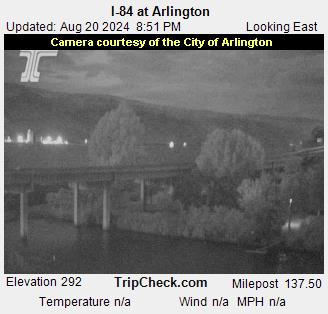 I-84 at Arlington
Updated: Aug 20 2024 8:51 PM Looking East
Camera courtesy of the City of Arlington
Elevation 292 TripCheck.com Milepost 137.50
Temperature n/a Wind n/a MPH n/a